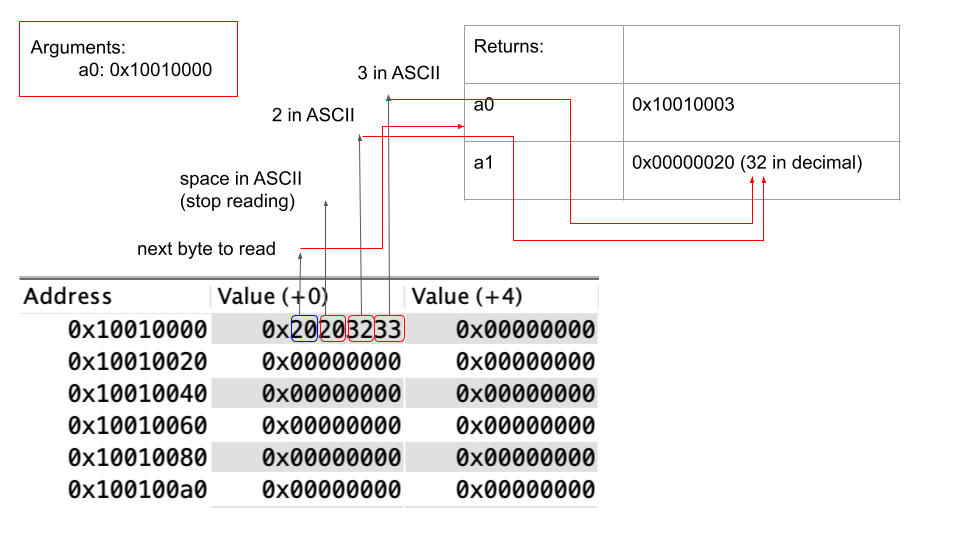 Arguments:
a0: 0x10010000
Returns:
3 in ASCII
a0 0x10010003
2 in ASCII
a1 0x00000020 (32 in decimal)
space in ASCII
(stop reading)
next byte to read
Address Value (+0) Value (+4)
0x10010000 0x20203233 0x00000000
0x10010020 0x00000000 0x00000000
0x10010040 0x00000000 0x00000000
0x10010060 0x00000000 0x00000000
0x10010080 0x00000000 0x00000000
0x100100a0 0x00000000 0x00000000